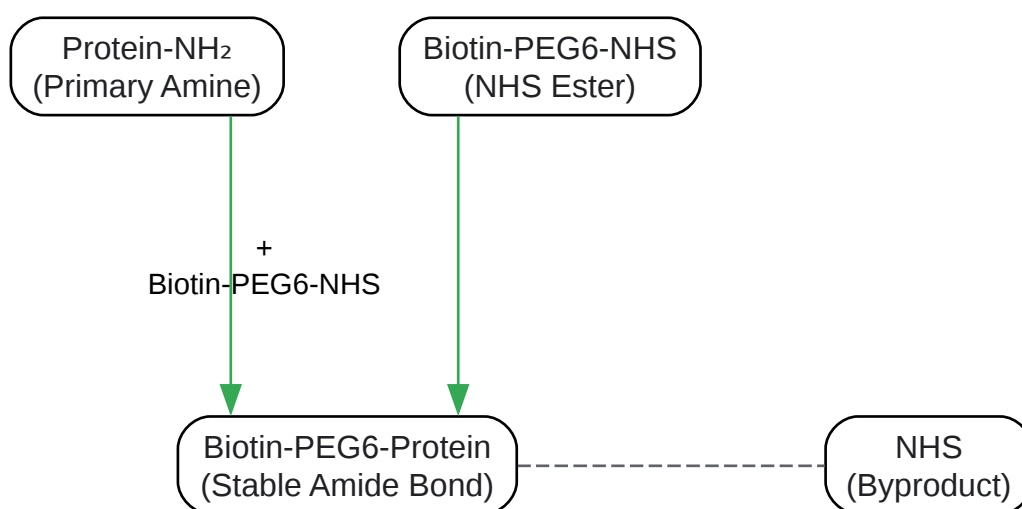 Protein-NH₂
(Primary Amine)
Biotin-PEG6-NHS
(NHS Ester)
+
Biotin-PEG6-NHS
Biotin-PEG6-Protein
(Stable Amide Bond)
NHS
(Byproduct)